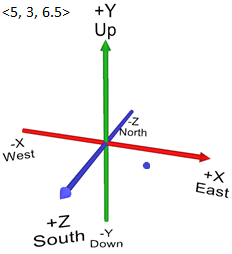 <5, 3, 6.5>
+Y
Up
-Z
North
-X
West
+X
East
+Z
South
-Y
Down